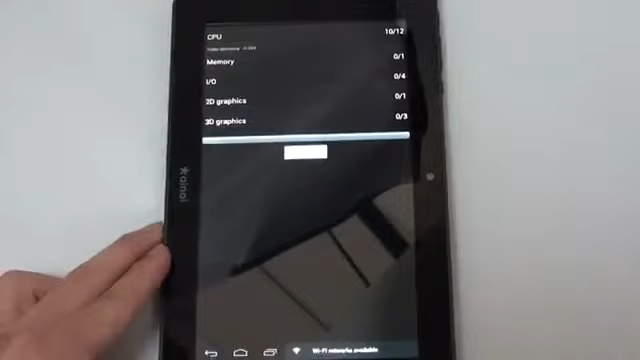 CPU 10/12
Memory 0/1
I/O 0/4
2D graphics 0/1
3D graphics 0/3
ainol
Wi-Fi networks available